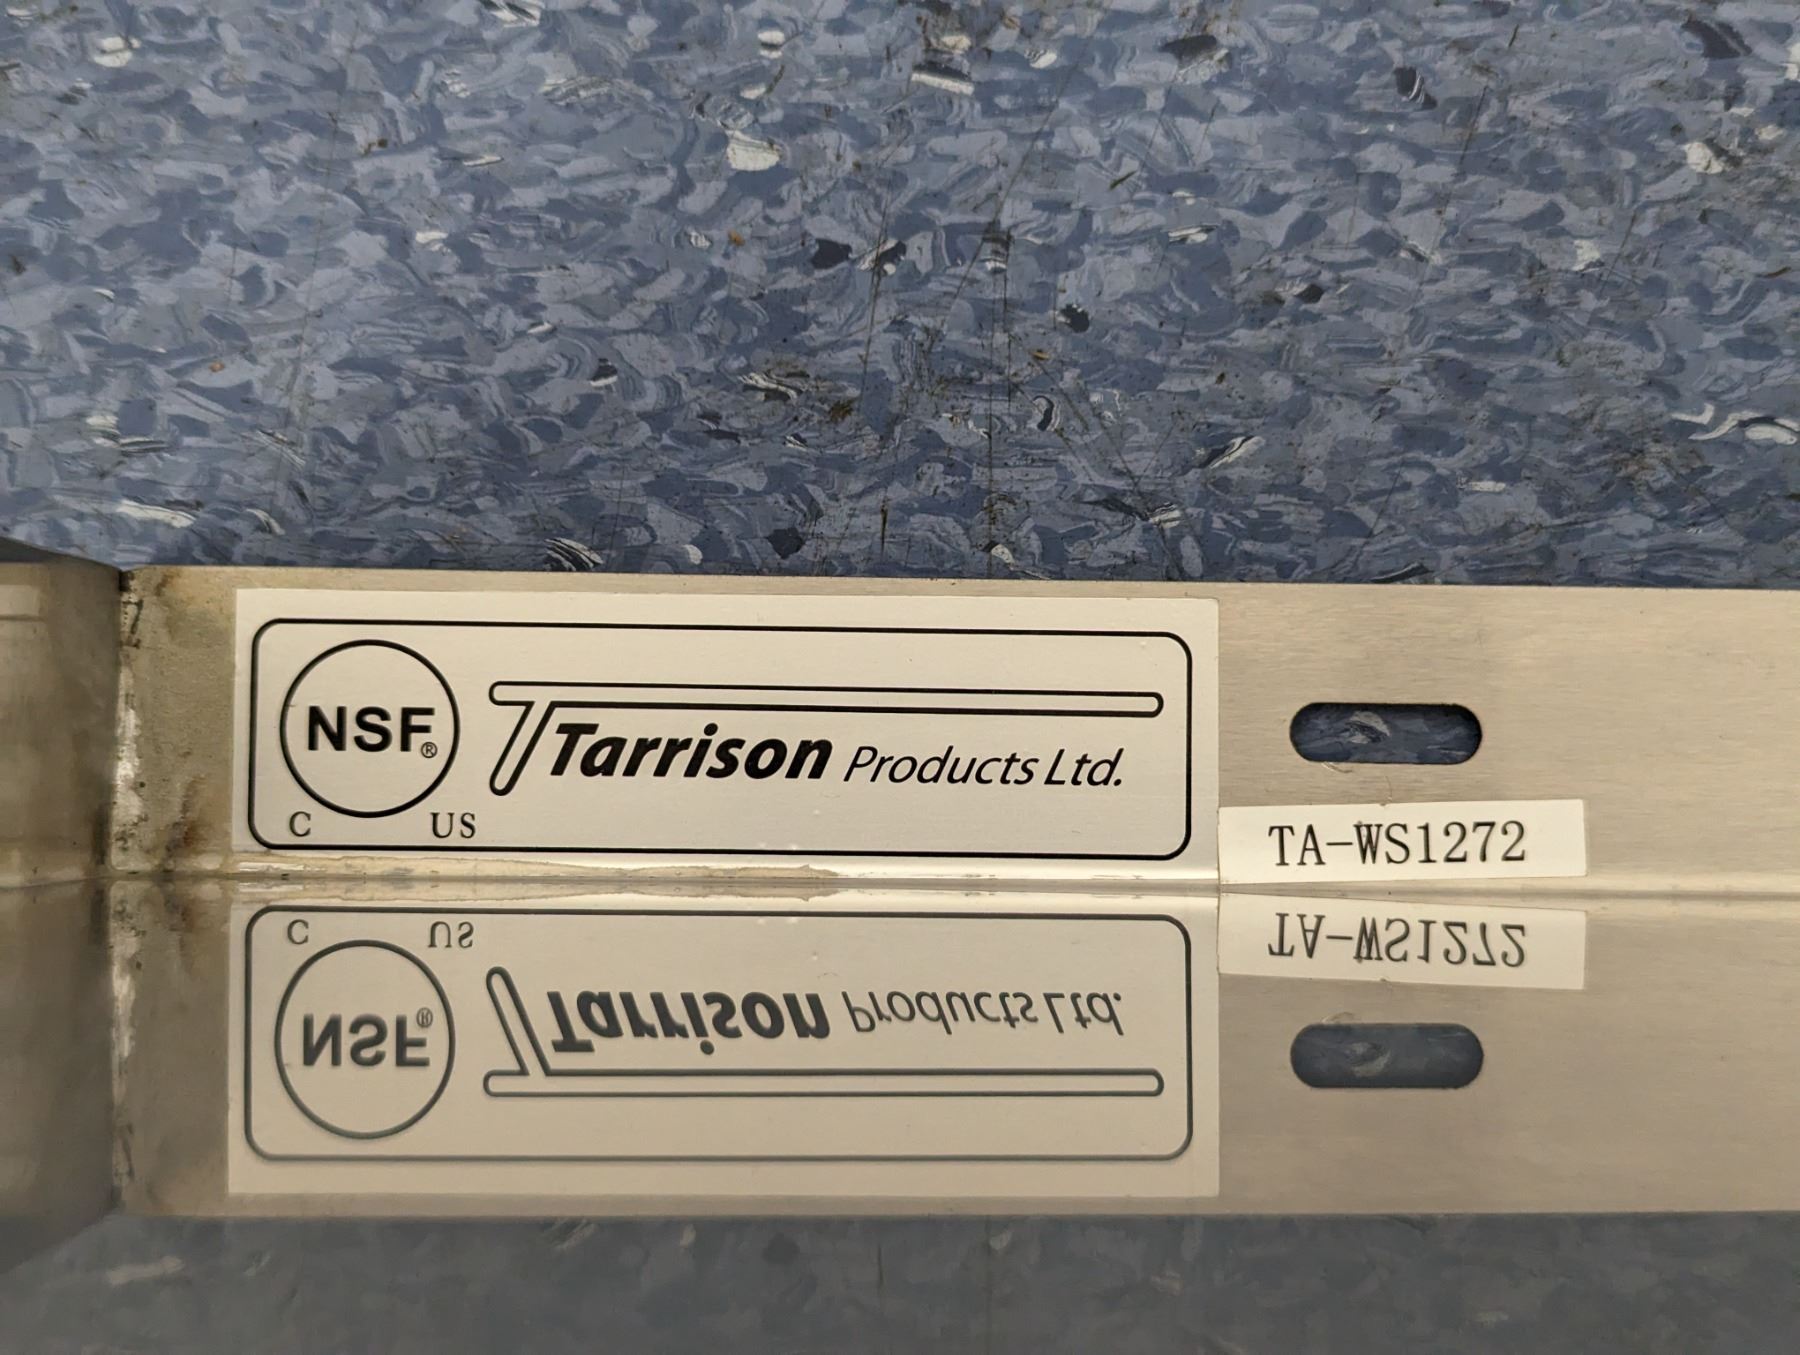 NSF®
C US
Tarrison Products Ltd.
TA-WS1272